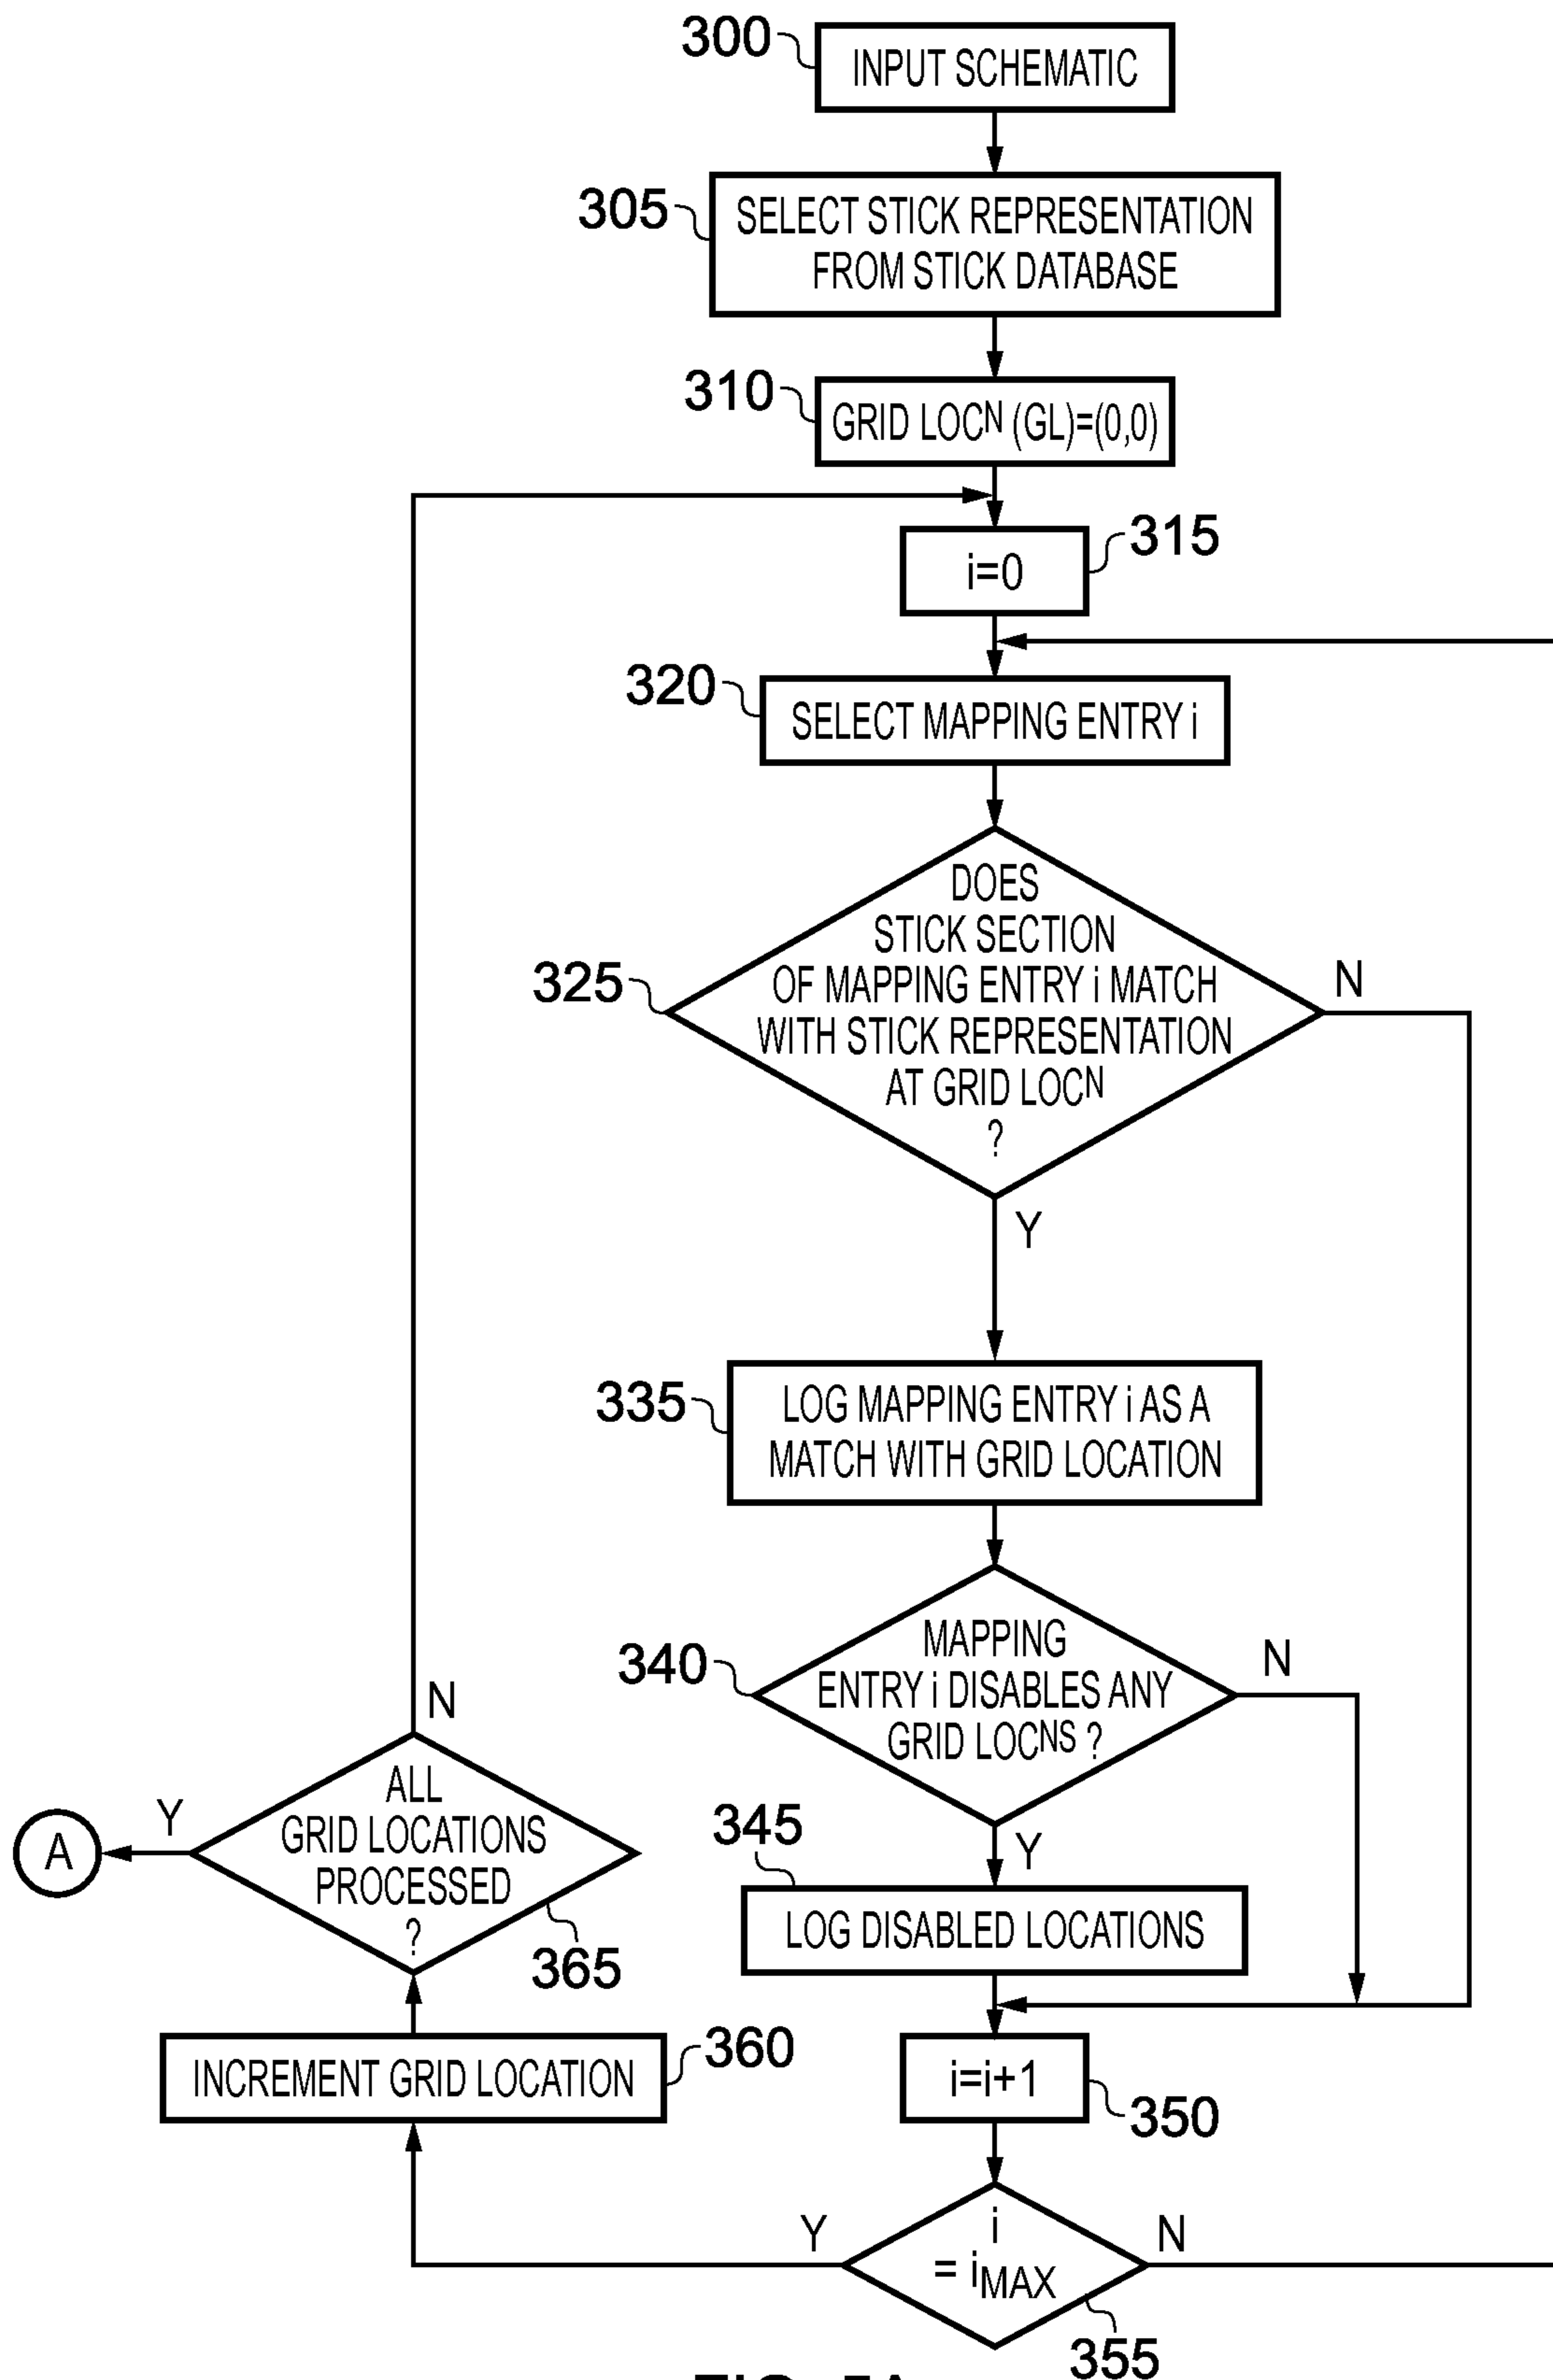 300
INPUT SCHEMATIC
305
SELECT STICK REPRESENTATION
FROM STICK DATABASE
310
GRID LOCᴺ (GL)=(0,0)
315
i=0
320
SELECT MAPPING ENTRY i
325
DOES
STICK SECTION
OF MAPPING ENTRY i MATCH
WITH STICK REPRESENTATION
AT GRID LOCᴺ
?
N
Y
335
LOG MAPPING ENTRY i AS A
MATCH WITH GRID LOCATION
340
MAPPING
ENTRY i DISABLES ANY
GRID LOCᴺˢ ?
N
Y
345
LOG DISABLED LOCATIONS
350
i=i+1
355
i
= iMAX
Y
N
360
INCREMENT GRID LOCATION
365
ALL
GRID LOCATIONS
PROCESSED
?
N
Y
A